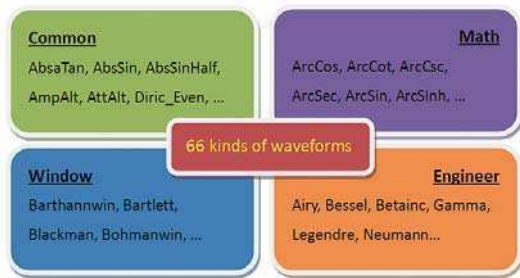 Common
AbsaTan, AbsSin, AbsSinHalf,
AmpAlt, AttAlt, Diric_Even, ...
Math
ArcCos, ArcCot, ArcCsc,
ArcSec, ArcSin, ArcSinh, ...
66 kinds of waveforms
Window
Barthannwin, Bartlett,
Blackman, Bohmanwin, ...
Engineer
Airy, Bessel, Betainc, Gamma,
Legendre, Neumann...